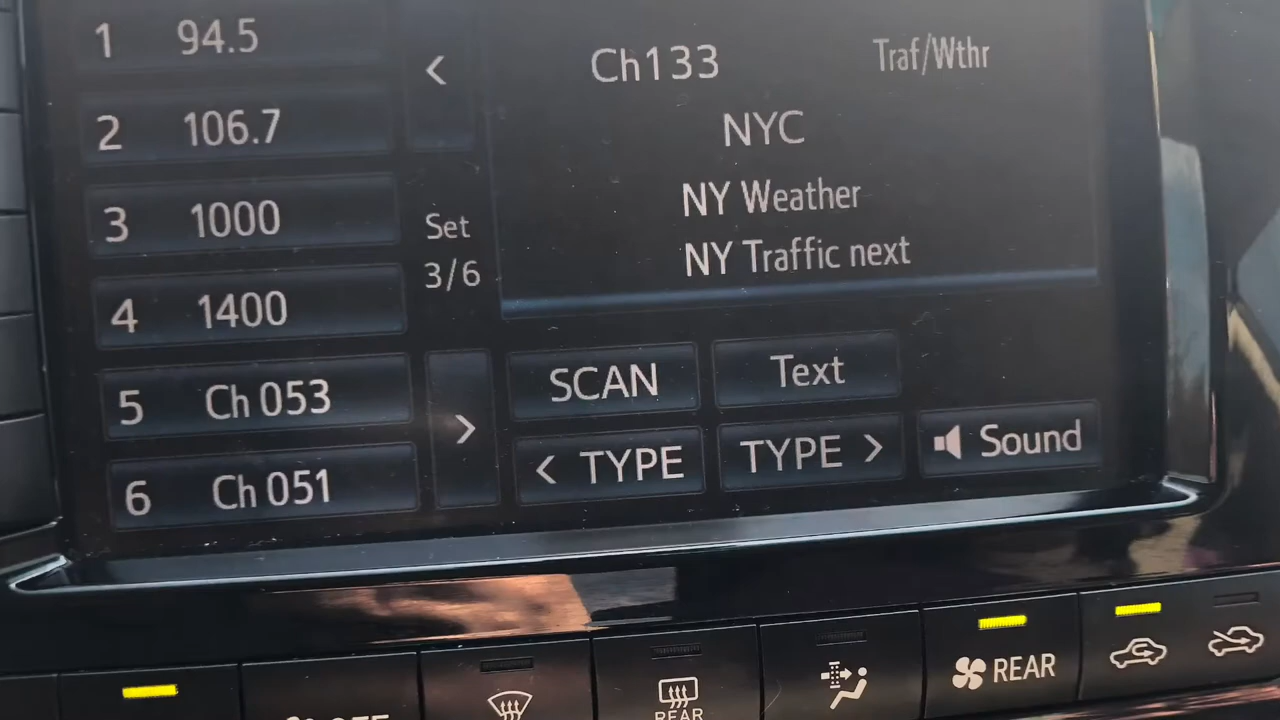 1 94.5
2 106.7
3 1000
4 1400
5 Ch 053
6 Ch 051
<
Set
3/6
>
Ch133 Traf/Wthr
NYC
NY Weather
NY Traffic next
SCAN Text
< TYPE TYPE > Sound
REAR
REAR